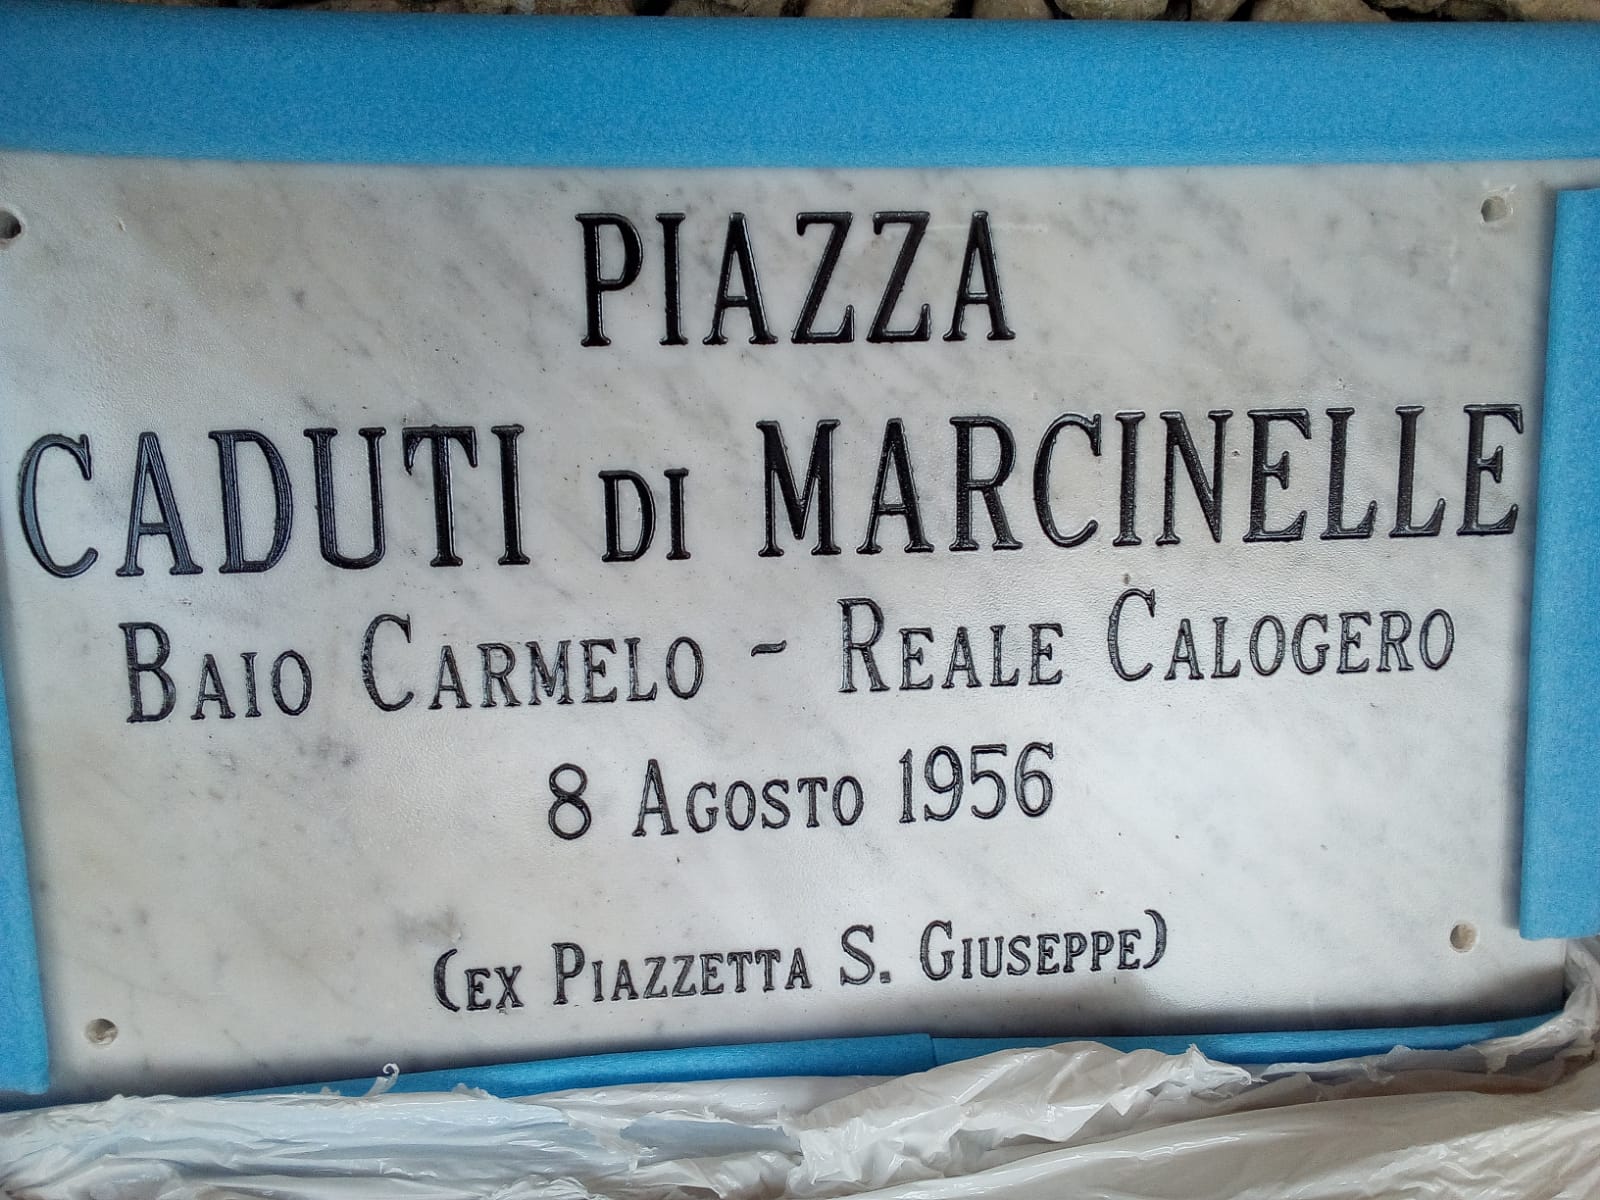 PIAZZA
CADUTI DI MARCINELLE
BAIO CARMELO ~ REALE CALOGERO
8 AGOSTO 1956
(EX PIAZZETTA S. GIUSEPPE)